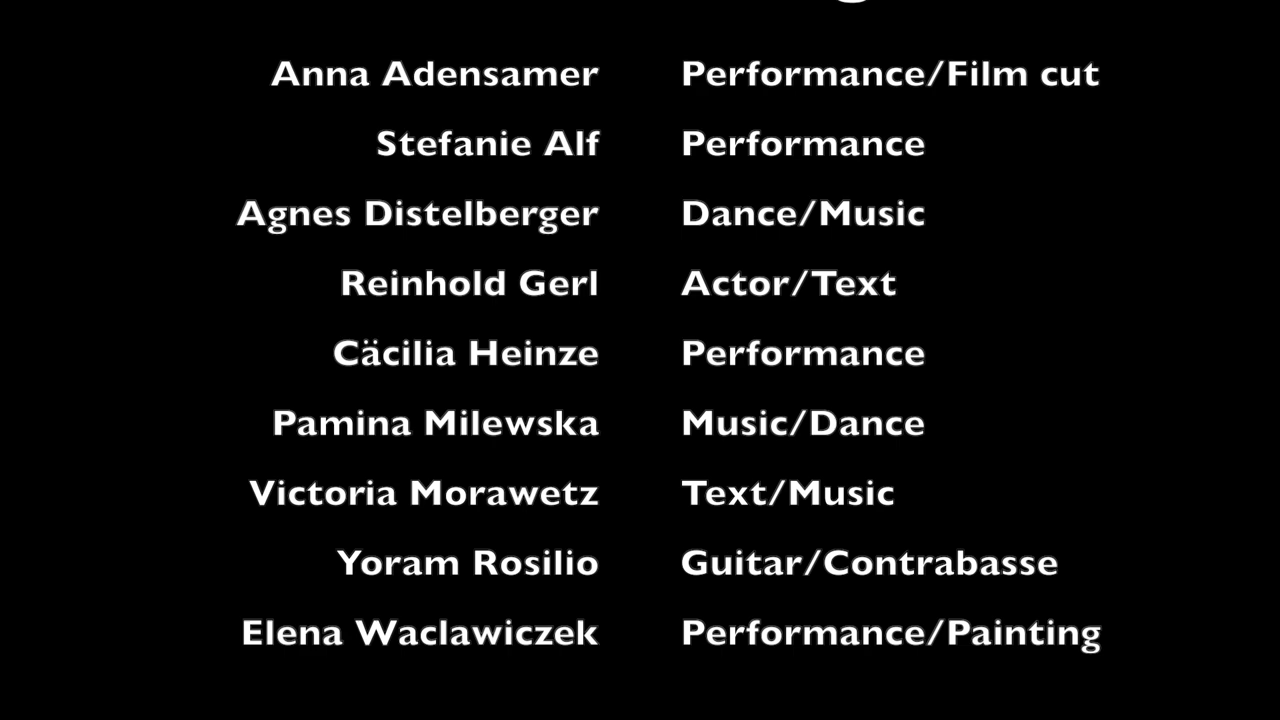 Anna Adensamer Performance/Film cut
Stefanie Alf Performance
Agnes Distelberger Dance/Music
Reinhold Gerl Actor/Text
Cäcilia Heinze Performance
Pamina Milewska Music/Dance
Victoria Morawetz Text/Music
Yoram Rosilio Guitar/Contrabasse
Elena Waclawiczek Performance/Painting